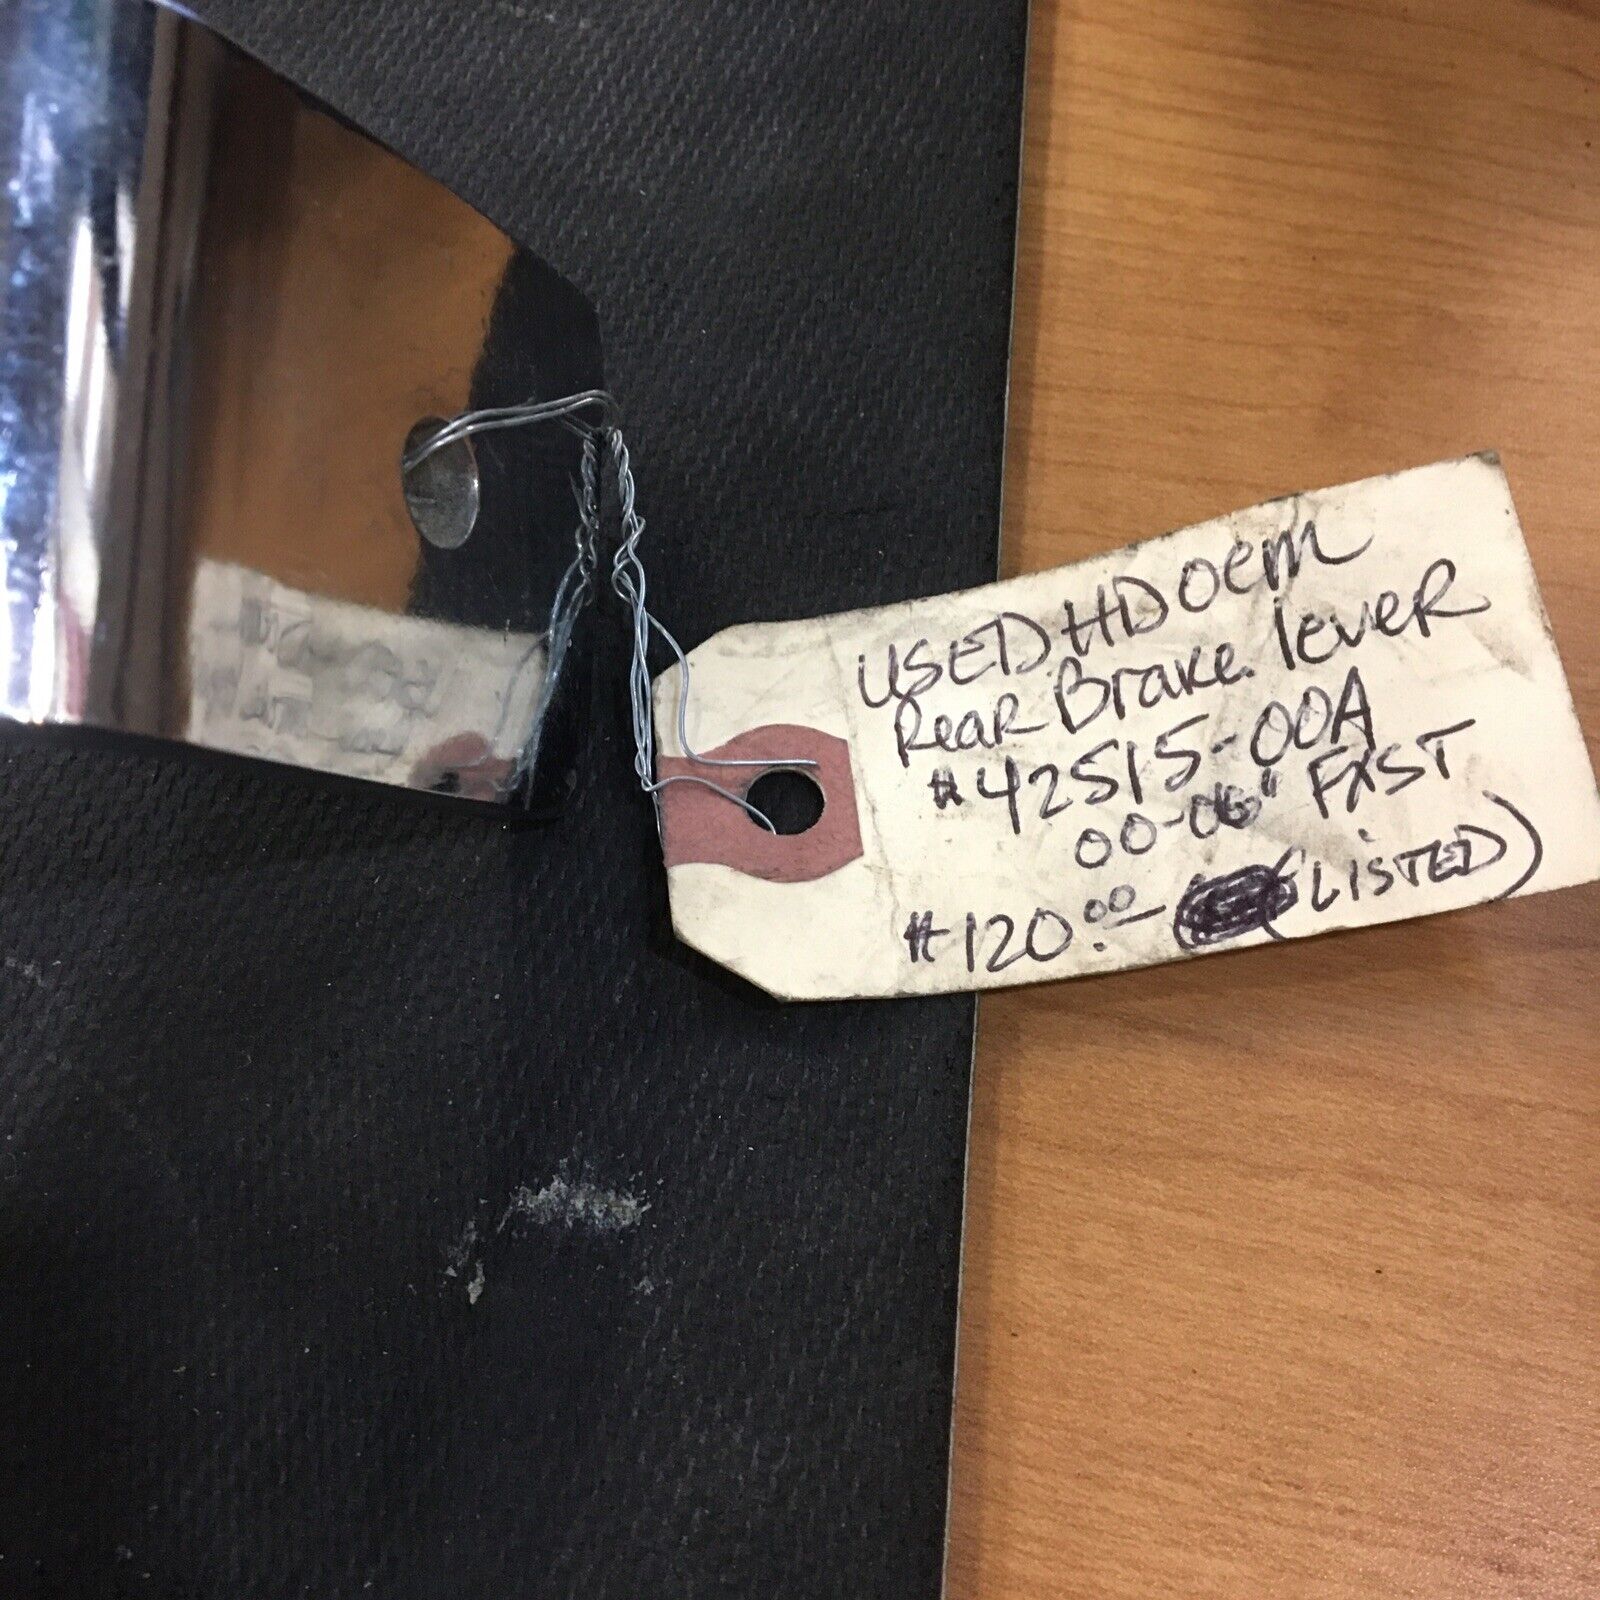 USED HD OEM
Rear Brake lever
#42515-00A
00-06" FXST
#120.00 (LISTED)